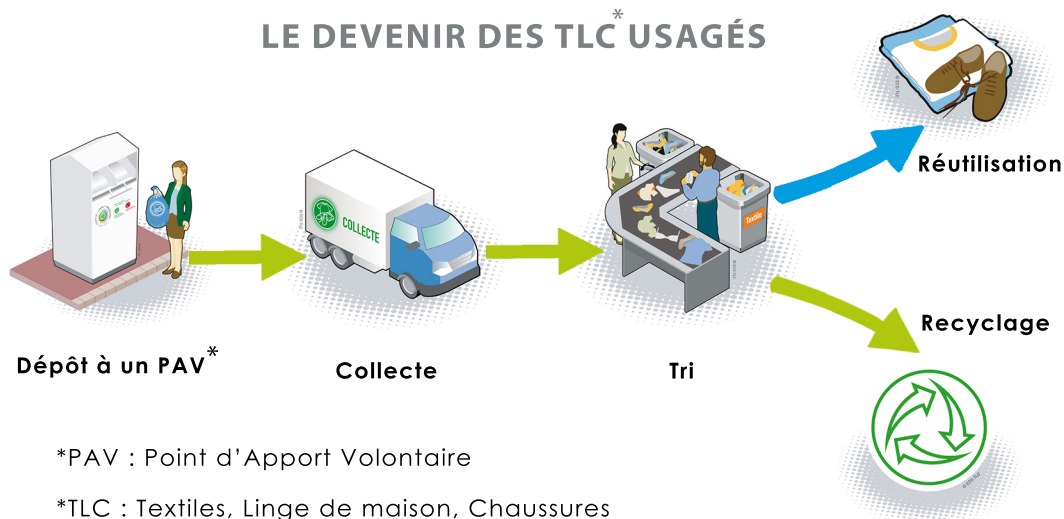 LE DEVENIR DES TLC* USAGÉS
Réutilisation
COLLECTE
Textile
Recyclage
Dépôt à un PAV*
Collecte
Tri
*PAV : Point d'Apport Volontaire
*TLC : Textiles, Linge de maison, Chaussures